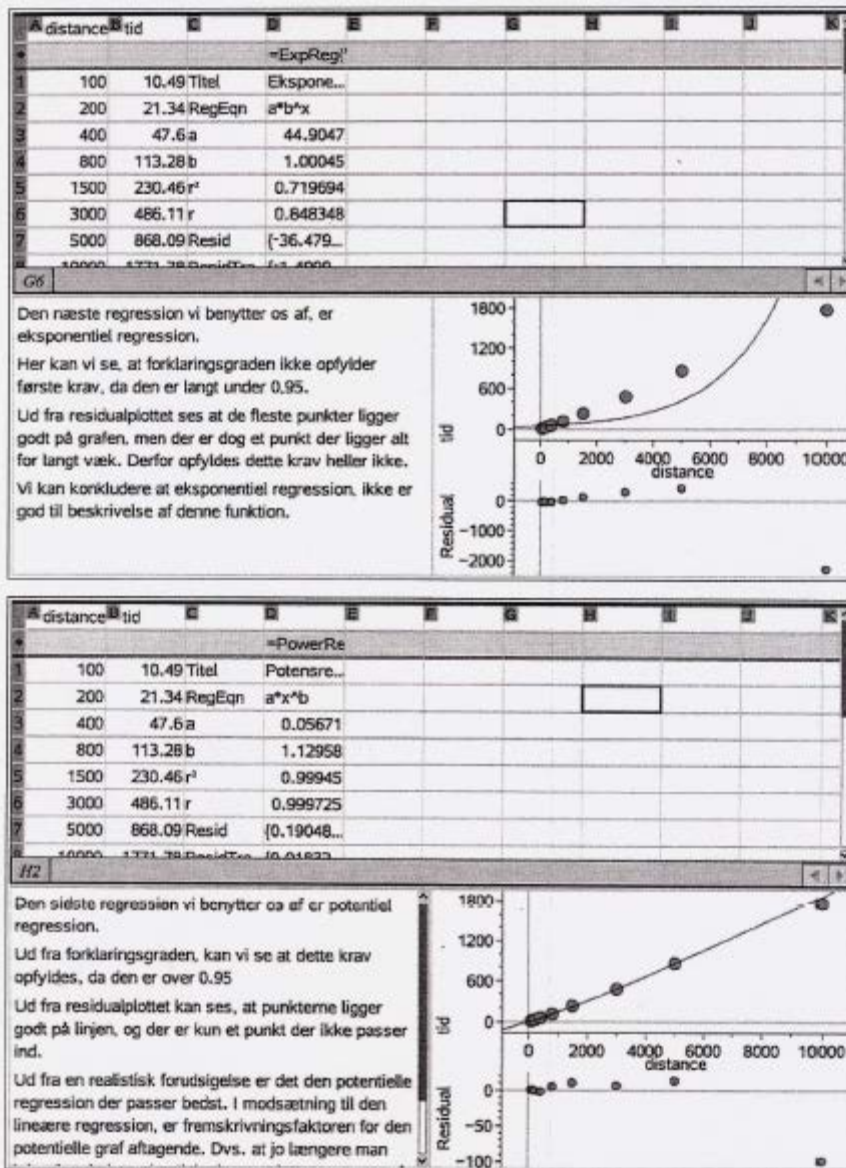 A distance B tid C D E F G H I J K
=ExpReg(
1 100 10.49 Titel Ekspone...
2 200 21.34 RegEqn a*b^x
3 400 47.6 a 44.9047
4 800 113.28 b 1.00045
5 1500 230.46 r² 0.719694
6 3000 486.11 r 0.848348
7 5000 868.09 Resid {-36.479...
8 10000 1771.78 ResidTra
G6
Den næste regression vi benytter os af, er
eksponentiel regression.
Her kan vi se, at forklaringsgraden ikke opfylder
første krav, da den er langt under 0,95.
Ud fra residualplottet ses at de fleste punkter ligger
godt på grafen, men der er dog et punkt der ligger alt
for langt væk. Derfor opfyldes dette krav heller ikke.
Vi kan konkludere at eksponentiel regression, ikke er
god til beskrivelse af denne funktion.
1800
1200
600
0
tid
0 2000 4000 6000 8000 10000
distance
0
-1000
-2000
Residual
A distance B tid C D E F G H I J K
=PowerRe
1 100 10.49 Titel Potensre...
2 200 21.34 RegEqn a*x^b
3 400 47.6 a 0.05671
4 800 113.28 b 1.12958
5 1500 230.46 r² 0.99945
6 3000 486.11 r 0.999725
7 5000 868.09 Resid {0.19048...
8 10000 1771.78 ResidTra
H2
Den sidste regression vi benytter os af er potentiel
regression.
Ud fra forklaringsgraden, kan vi se at dette krav
opfyldes, da den er over 0.95
Ud fra residualplottet kan ses, at punkterne ligger
godt på linjen, og der er kun et punkt der ikke passer
ind.
Ud fra en realistisk forudsigelse er det den potentielle
regression der passer bedst. I modsætning til den
lineære regression, er fremskrivningsfaktoren for den
potentielle graf aftagende. Dvs. at jo længere man
1800
1200
600
0
tid
0 2000 4000 6000 8000 10000
distance
0
-50
-100
Residual